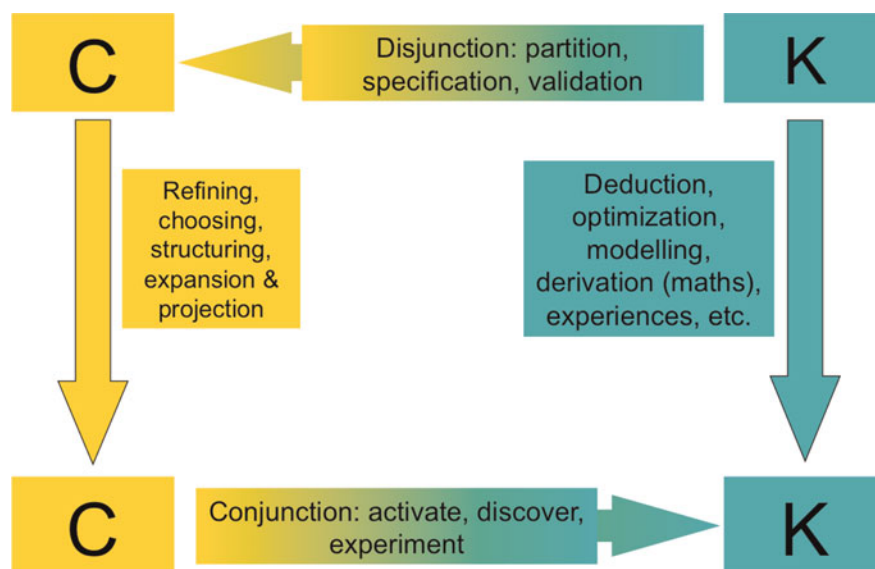 C
Disjunction: partition,
specification, validation
K
Refining,
choosing,
structuring,
expansion &
projection
Deduction,
optimization,
modelling,
derivation (maths),
experiences, etc.
C
Conjunction: activate, discover,
experiment
K